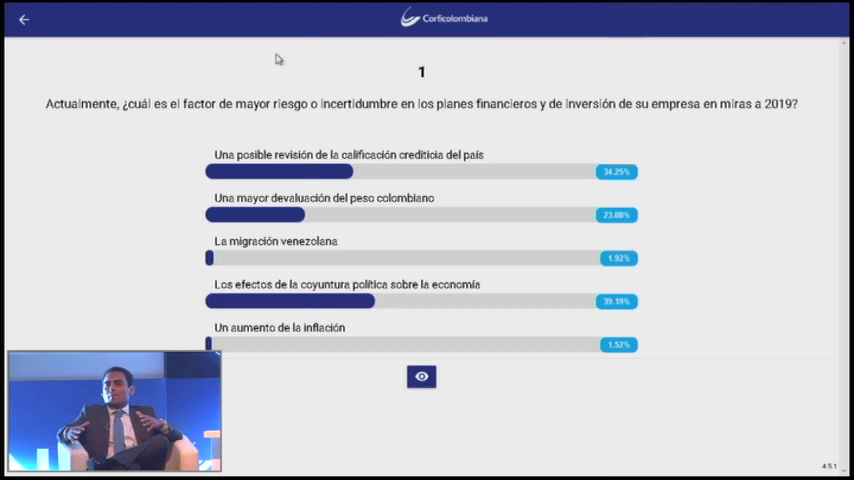 Corficolombiana
1
Actualmente, ¿cuál es el factor de mayor riesgo o incertidumbre en los planes financieros y de inversión de su empresa en miras a 2019?
Una posible revisión de la calificación crediticia del país
34.25%
Una mayor devaluación del peso colombiano
23.08%
La migración venezolana
1.92%
Los efectos de la coyuntura política sobre la economía
39.19%
Un aumento de la inflación
1.52%
4.5.1